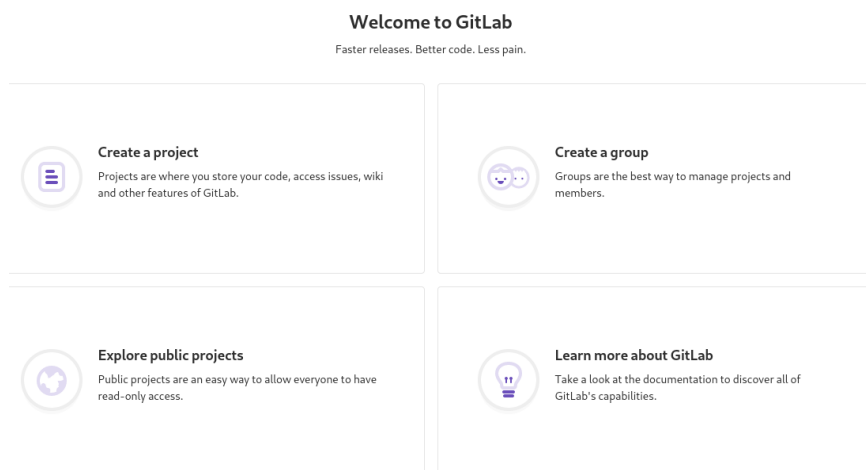 Welcome to GitLab
Faster releases. Better code. Less pain.
Create a project
Projects are where you store your code, access issues, wiki
and other features of GitLab.
Create a group
Groups are the best way to manage projects and
members.
Explore public projects
Public projects are an easy way to allow everyone to have
read-only access.
Learn more about GitLab
Take a look at the documentation to discover all of
GitLab's capabilities.